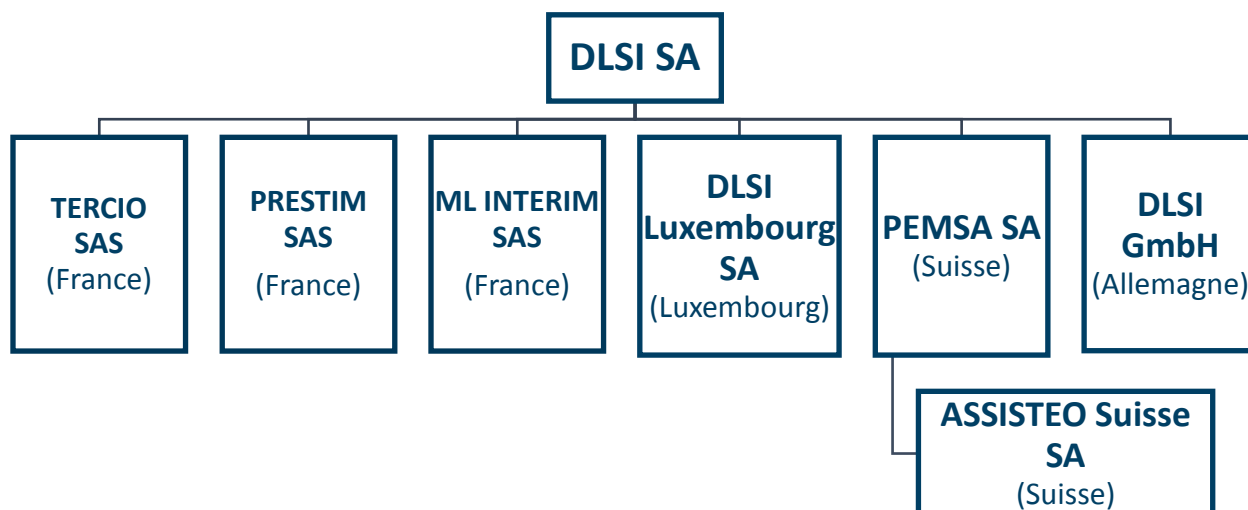 DLSI SA
TERCIO
SAS
(France)
PRESTIM
SAS
(France)
ML INTERIM
SAS
(France)
DLSI
Luxembourg
SA
(Luxembourg)
PEMSA SA
(Suisse)
DLSI
GmbH
(Allemagne)
ASSISTEO Suisse
SA
(Suisse)